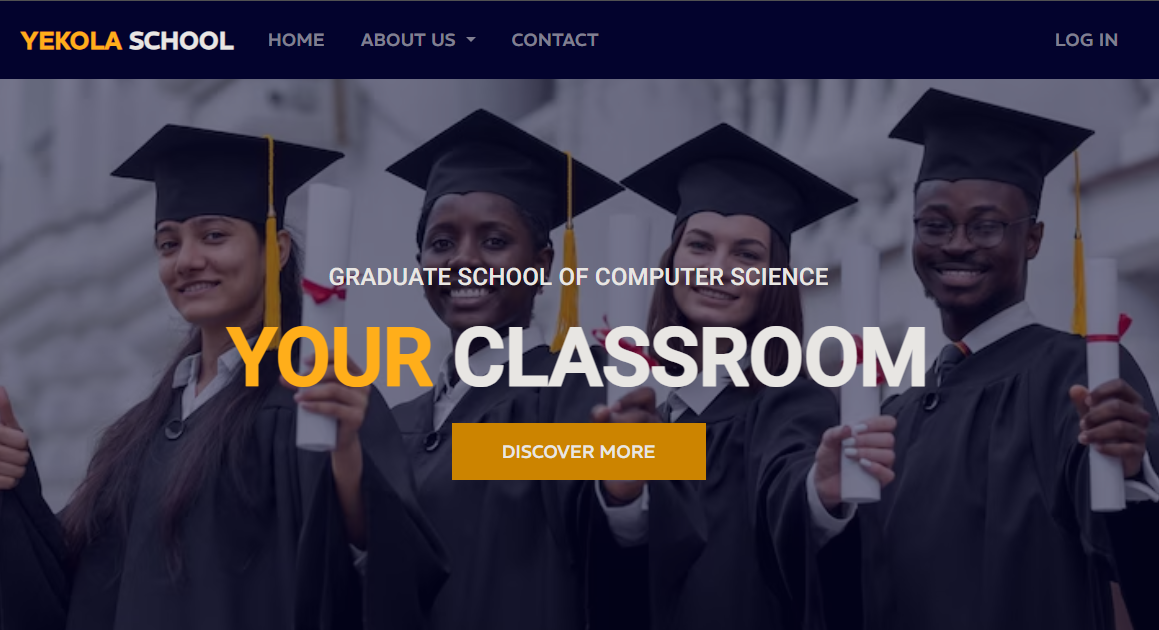 YEKOLA SCHOOL HOME ABOUT US CONTACT LOG IN
GRADUATE SCHOOL OF COMPUTER SCIENCE
YOUR CLASSROOM
DISCOVER MORE